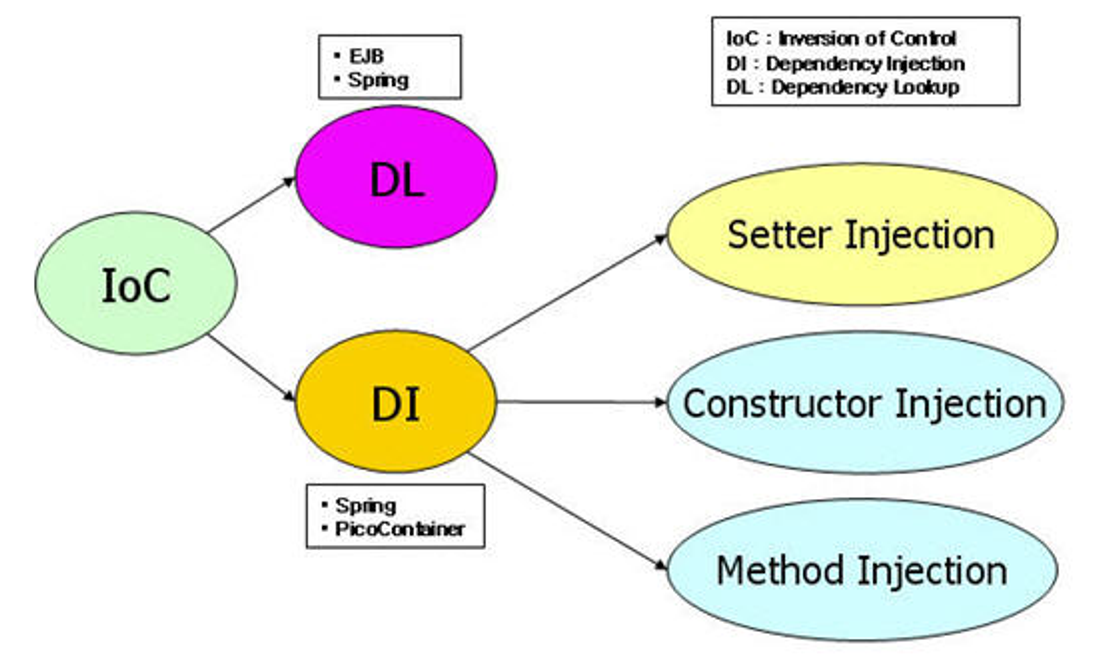 ▪ EJB
▪ Spring
IoC : Inversion of Control
DI : Dependency Injection
DL : Dependency Lookup
DL
Setter Injection
IoC
DI
Constructor Injection
▪ Spring
▪ PicoContainer
Method Injection